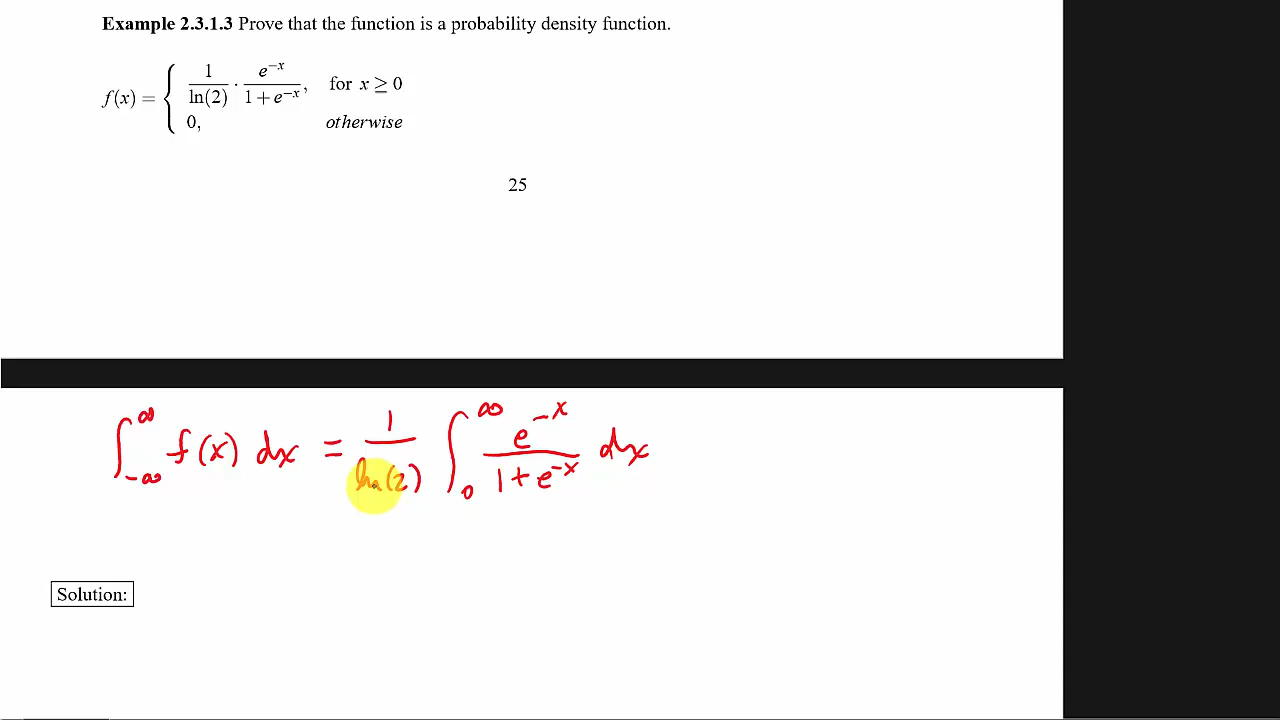 Example 2.3.1.3 Prove that the function is a probability density function.
f(x) = { 1/ln(2) · e^{-x}/(1 + e^{-x}), for x ≥ 0
0, otherwise
25
∫_{-∞}^{∞} f(x) dx = 1/ln(2) ∫_0^∞ e^{-x}/(1 + e^{-x}) dx
Solution: